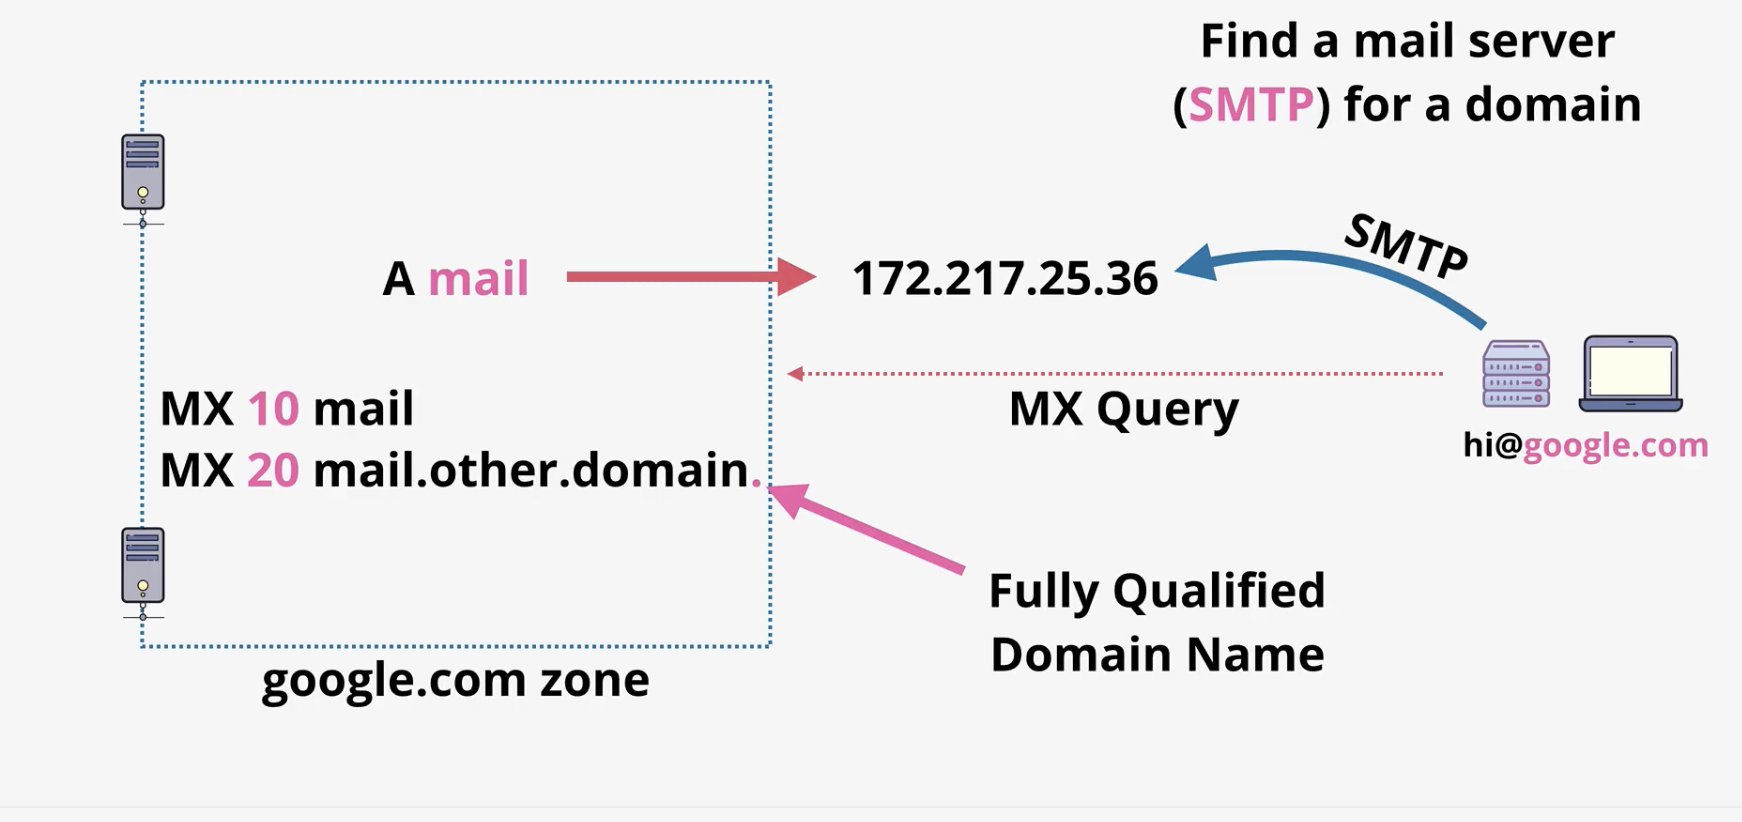 Find a mail server
(SMTP) for a domain
SMTP
A mail
172.217.25.36
MX Query
MX 10 mail
MX 20 mail.other.domain.
hi@google.com
Fully Qualified
Domain Name
google.com zone